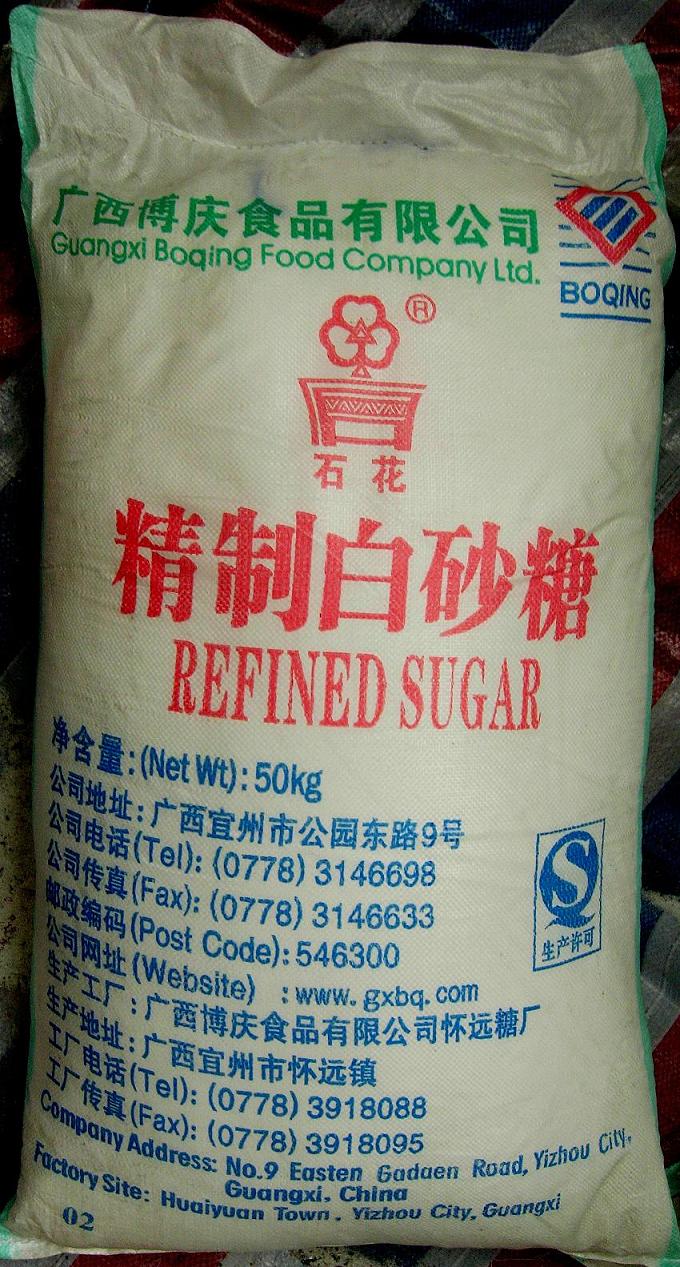 广西博庆食品有限公司
Guangxi Boqing Food Company Ltd.
BOQING
®
石花
精制白砂糖
REFINED SUGAR
净含量:(Net Wt):50kg
公司地址:广西宜州市公园东路9号
公司电话(Tel):(0778)3146698
公司传真(Fax):(0778)3146633
邮政编码(Post Code):546300
公司网址(Website) :www.gxbq.com
生产工厂:广西博庆食品有限公司怀远糖厂
生产地址:广西宜州市怀远镇
工厂电话(Tel):(0778)3918088
工厂传真(Fax):(0778)3918095
生产许可
Company Address: No.9 Easten Gadaen Road, Yizhou City,
Guangxi. China
Factory Site: Huaiyuan Town. Yizhou City, Guangxi
02